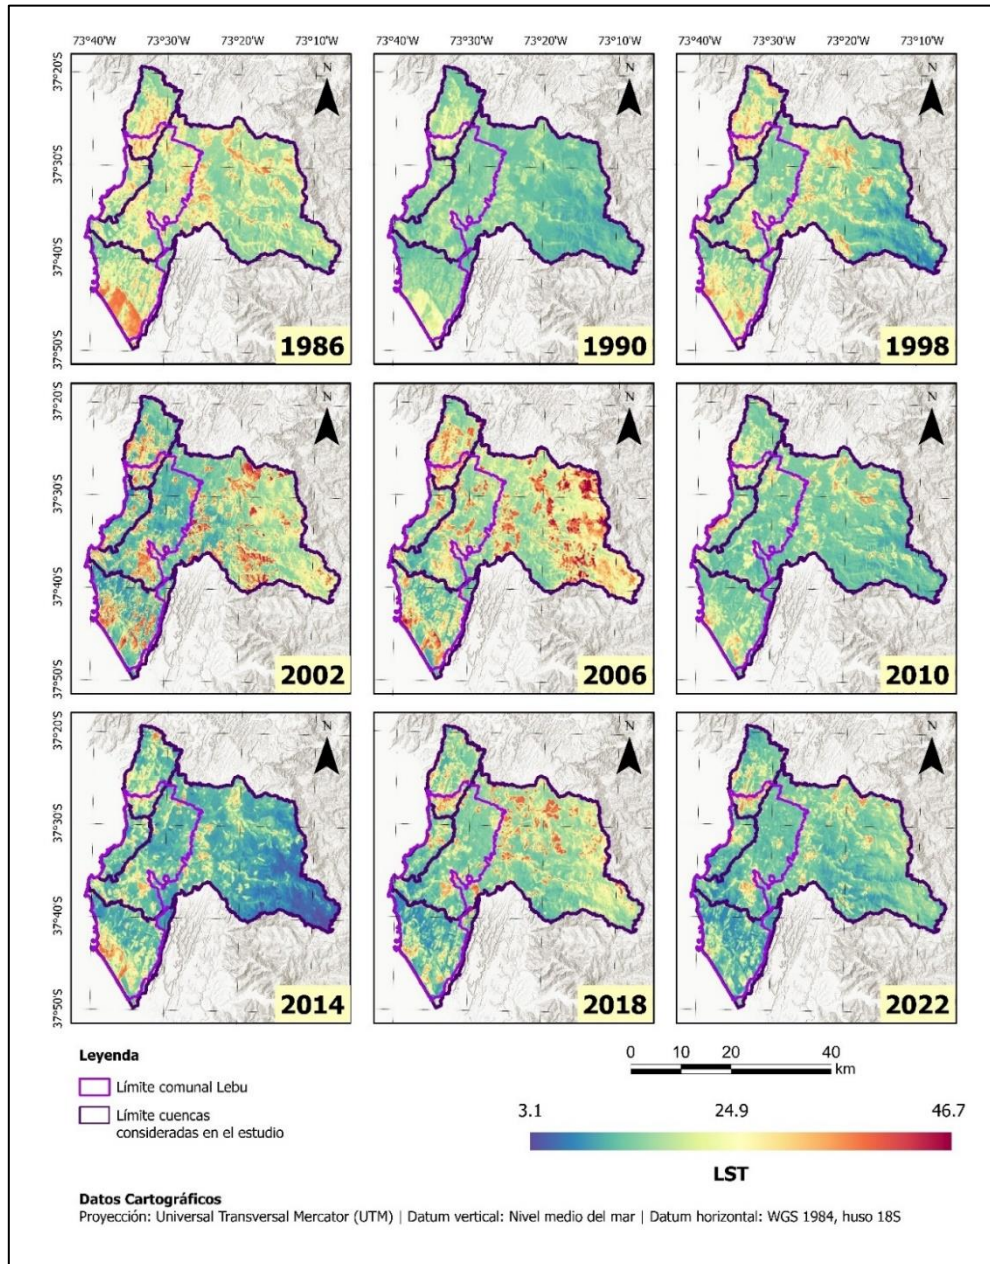 73°40'W 73°30'W 73°20'W 73°10'W 73°40'W 73°30'W 73°20'W 73°10'W 73°40'W 73°30'W 73°20'W 73°10'W
37°20'S
37°30'S
37°40'S
37°50'S
N
N
N
1986
1990
1998
37°20'S
37°30'S
37°40'S
37°50'S
N
N
N
2002
2006
2010
37°20'S
37°30'S
37°40'S
37°50'S
N
N
N
2014
2018
2022
Leyenda
Límite comunal Lebu
Límite cuencas
consideradas en el estudio
0 10 20 40
km
3.1 24.9 46.7
LST
Datos Cartográficos
Proyección: Universal Transversal Mercator (UTM) | Datum vertical: Nivel medio del mar | Datum horizontal: WGS 1984, huso 18S